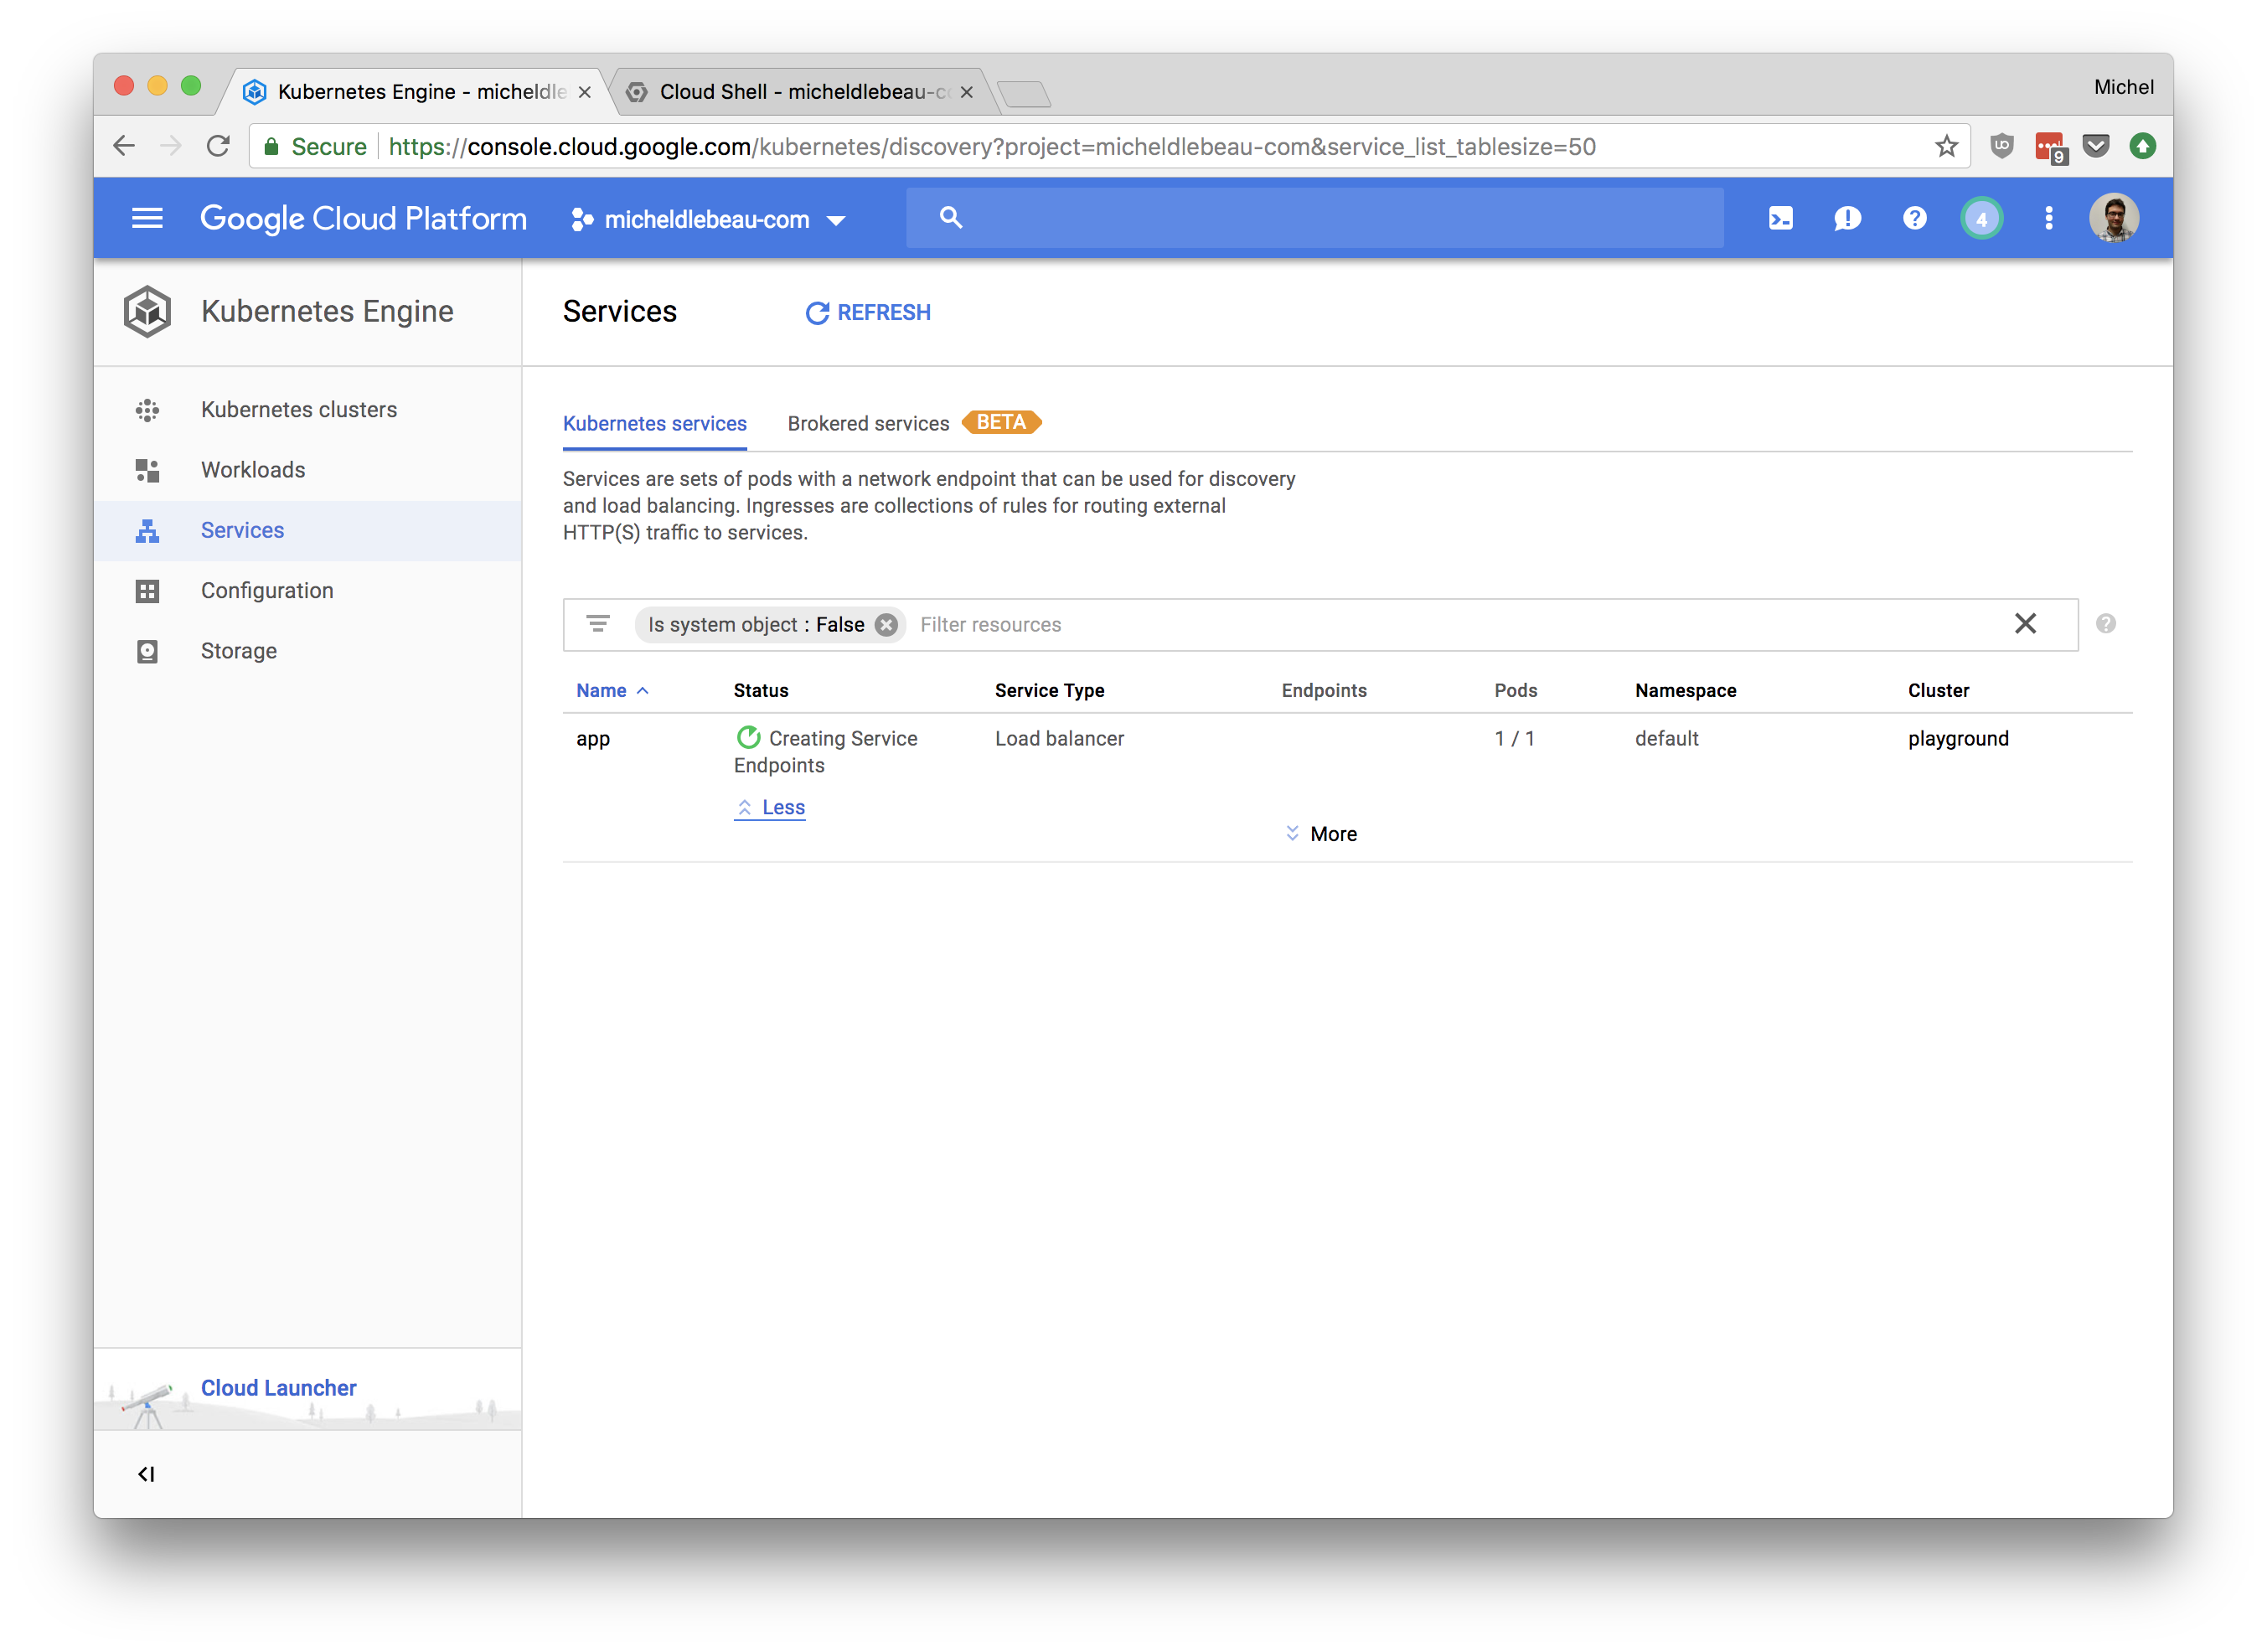 Kubernetes Engine - micheldle
Cloud Shell - micheldlebeau-c
Michel
Secure https://console.cloud.google.com/kubernetes/discovery?project=micheldlebeau-com&service_list_tablesize=50
9
Google Cloud Platform
micheldlebeau-com
4
Kubernetes Engine
Services
REFRESH
Kubernetes clusters
Workloads
Services
Configuration
Storage
Kubernetes services
Brokered services BETA
Services are sets of pods with a network endpoint that can be used for discovery
and load balancing. Ingresses are collections of rules for routing external
HTTP(S) traffic to services.
Is system object : False Filter resources
Name Status Service Type Endpoints Pods Namespace Cluster
app Creating Service Load balancer 1 / 1 default playground
Endpoints
Less
More
Cloud Launcher